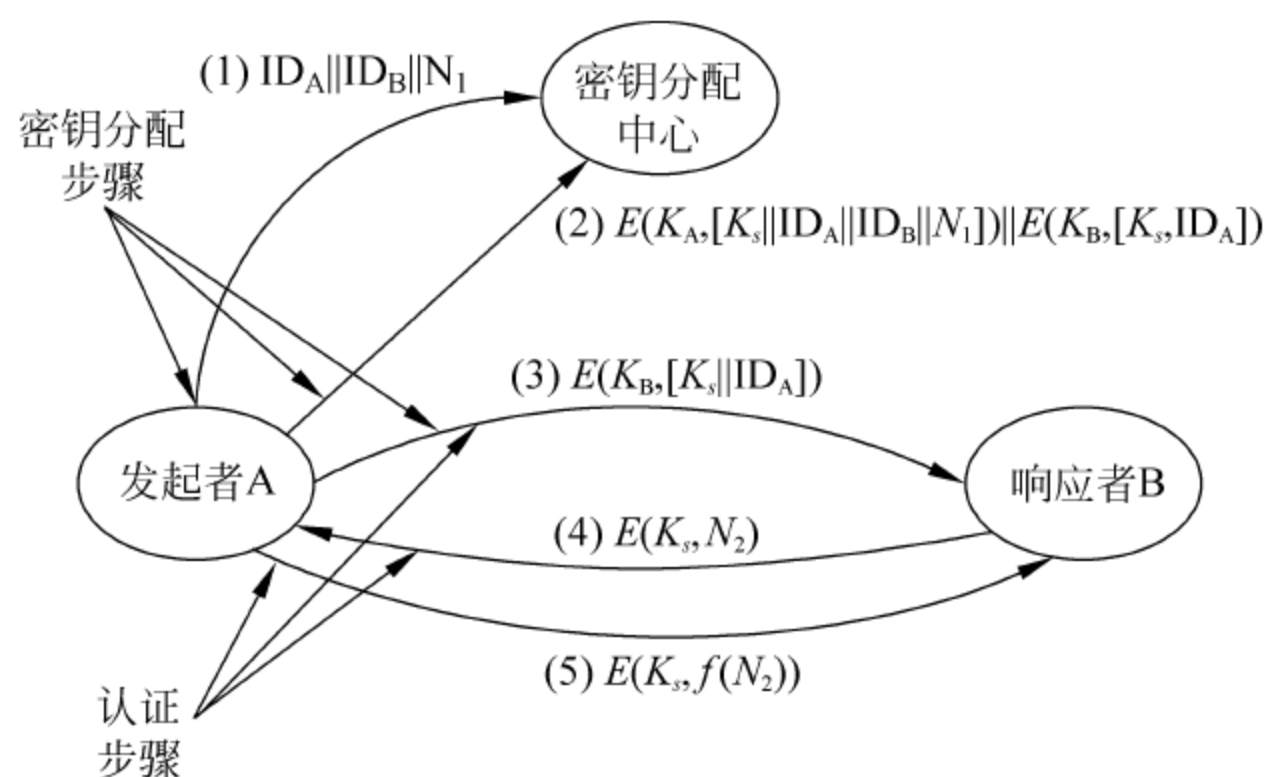 (1) ID_A||ID_B||N_1
密钥分配
中心
密钥分配
步骤
(2) E(K_A,[K_s||ID_A||ID_B||N_1])||E(K_B,[K_s,ID_A])
(3) E(K_B,[K_s||ID_A])
发起者A
响应者B
(4) E(K_s,N_2)
(5) E(K_s,f(N_2))
认证
步骤